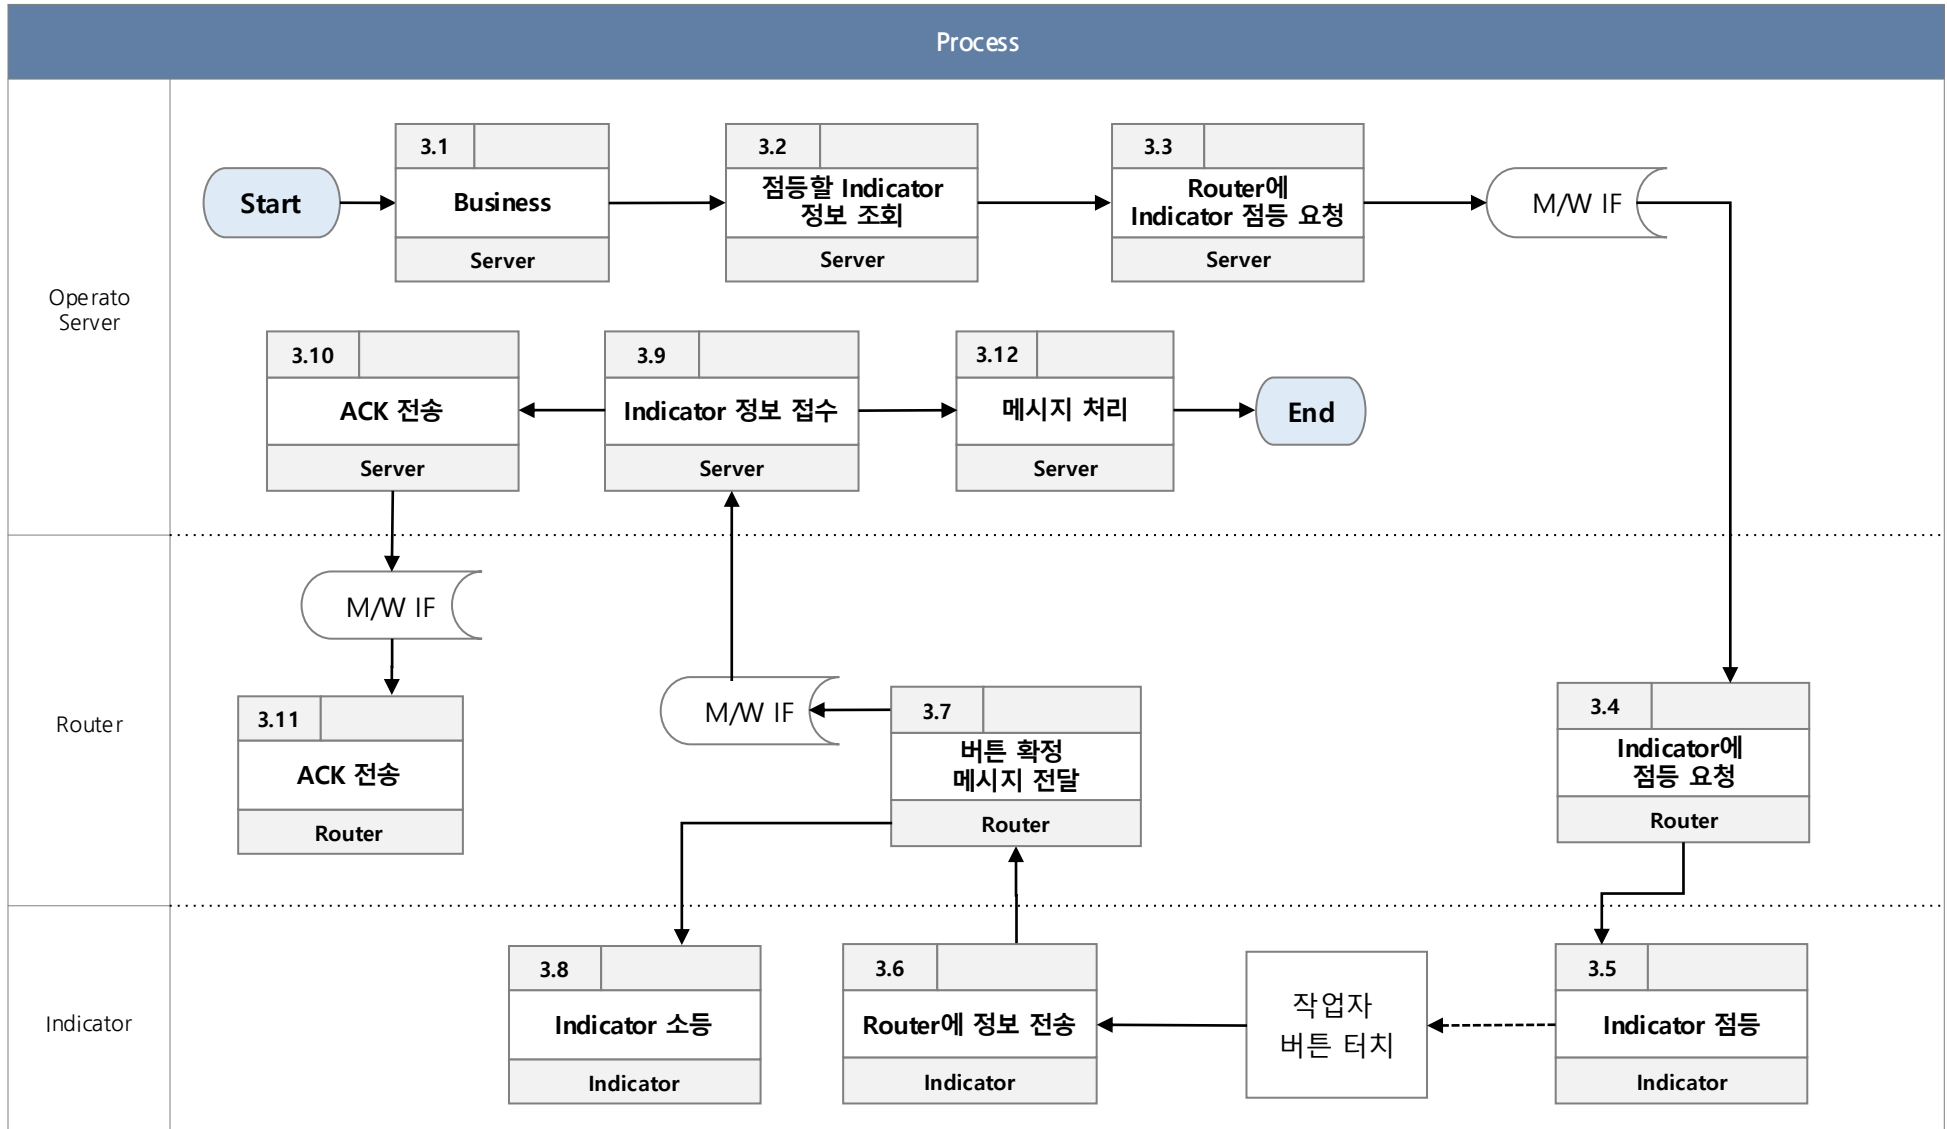 Process
Operato
Server
Start
3.1
Business
Server
3.2
점등할 Indicator
정보 조회
Server
3.3
Router에
Indicator 점등 요청
Server
M/W IF
3.10
ACK 전송
Server
3.9
Indicator 정보 접수
Server
3.12
메시지 처리
Server
End
Router
M/W IF
3.11
ACK 전송
Router
M/W IF
3.7
버튼 확정
메시지 전달
Router
3.4
Indicator에
점등 요청
Router
Indicator
3.8
Indicator 소등
Indicator
3.6
Router에 정보 전송
Indicator
작업자
버튼 터치
3.5
Indicator 점등
Indicator